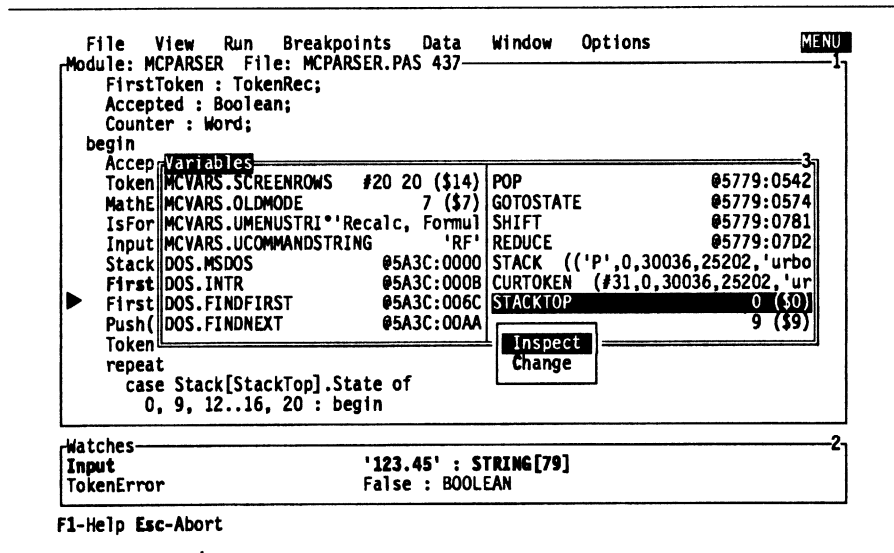 File View Run Breakpoints Data Window Options MENU
Module: MCPARSER File: MCPARSER.PAS 437 1
FirstToken : TokenRec;
Accepted : Boolean;
Counter : Word;
begin
Accep Variables 3
Token MCVARS.SCREENROWS #20 20 ($14) POP @5779:0542
MathE MCVARS.OLDMODE 7 ($7) GOTOSTATE @5779:0574
IsFor MCVARS.UMENUSTRI°'Recalc, Formul SHIFT @5779:0781
Input MCVARS.UCOMMANDSTRING 'RF' REDUCE @5779:07D2
Stack DOS.MSDOS @5A3C:0000 STACK (('P',0,30036,25202,'urbo
First DOS.INTR @5A3C:000B CURTOKEN (#31,0,30036,25202,'ur
► First DOS.FINDFIRST @5A3C:006C STACKTOP 0 ($0)
Push( DOS.FINDNEXT @5A3C:00AA 9 ($9)
Token Inspect
repeat Change
case Stack[StackTop].State of
0, 9, 12..16, 20 : begin
Watches 2
Input '123.45' : STRING[79]
TokenError False : BOOLEAN
F1-Help Esc-Abort